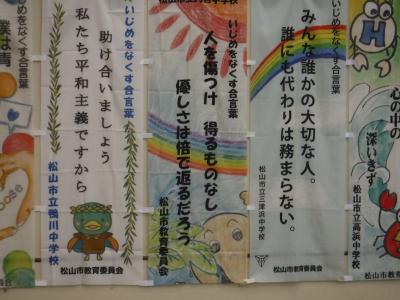 いじめをなくす合言葉
みんな誰かの大切な人。
誰にも代わりは務まらない。
松山市立三津浜中学校
松山市教育委員会
いじめをなくす合言葉
人を傷つけ 得るものなし
優しさは倍で返るだろう
松山市教育委員会
いじめをなくす合言葉
助け合いましょう
私たち平和主義ですから
松山市立鴨川中学校
松山市教育委員会
心の中の
深いきず
松山市立高浜中学校
松山市教育
僕は青
合言葉